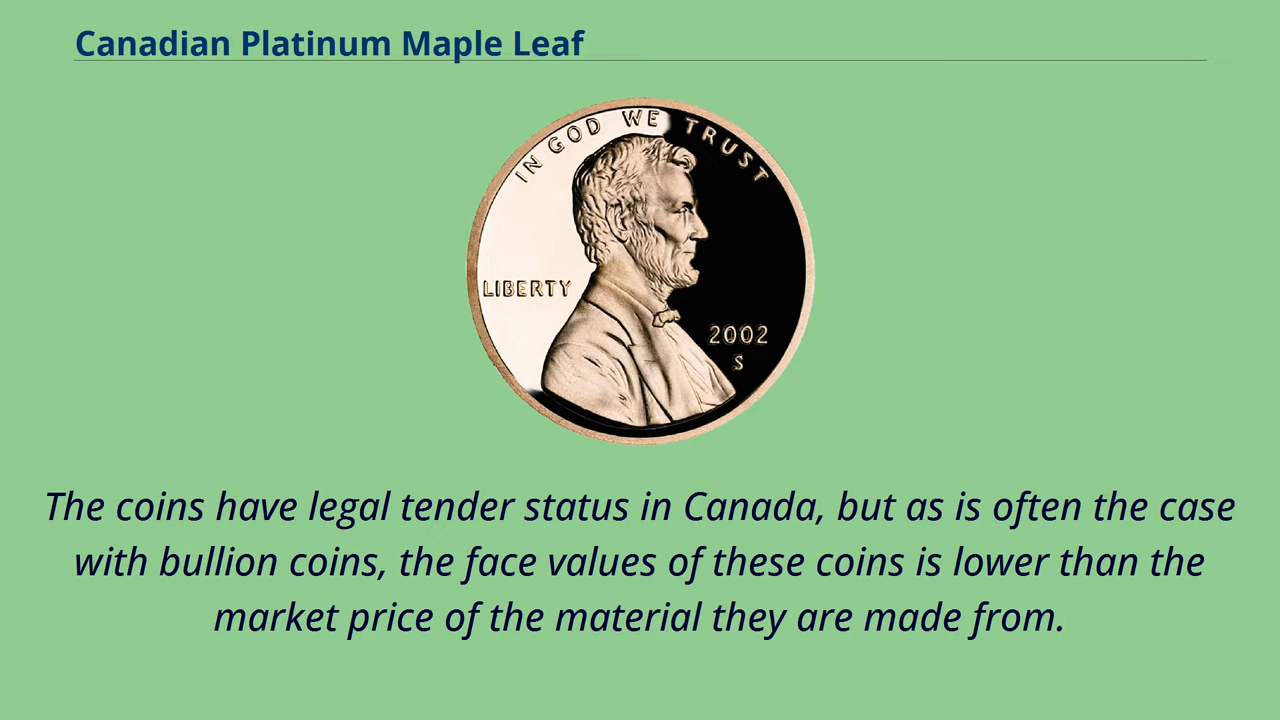 Canadian Platinum Maple Leaf
IN GOD WE TRUST
LIBERTY
2002
S
The coins have legal tender status in Canada, but as is often the case
with bullion coins, the face values of these coins is lower than the
market price of the material they are made from.